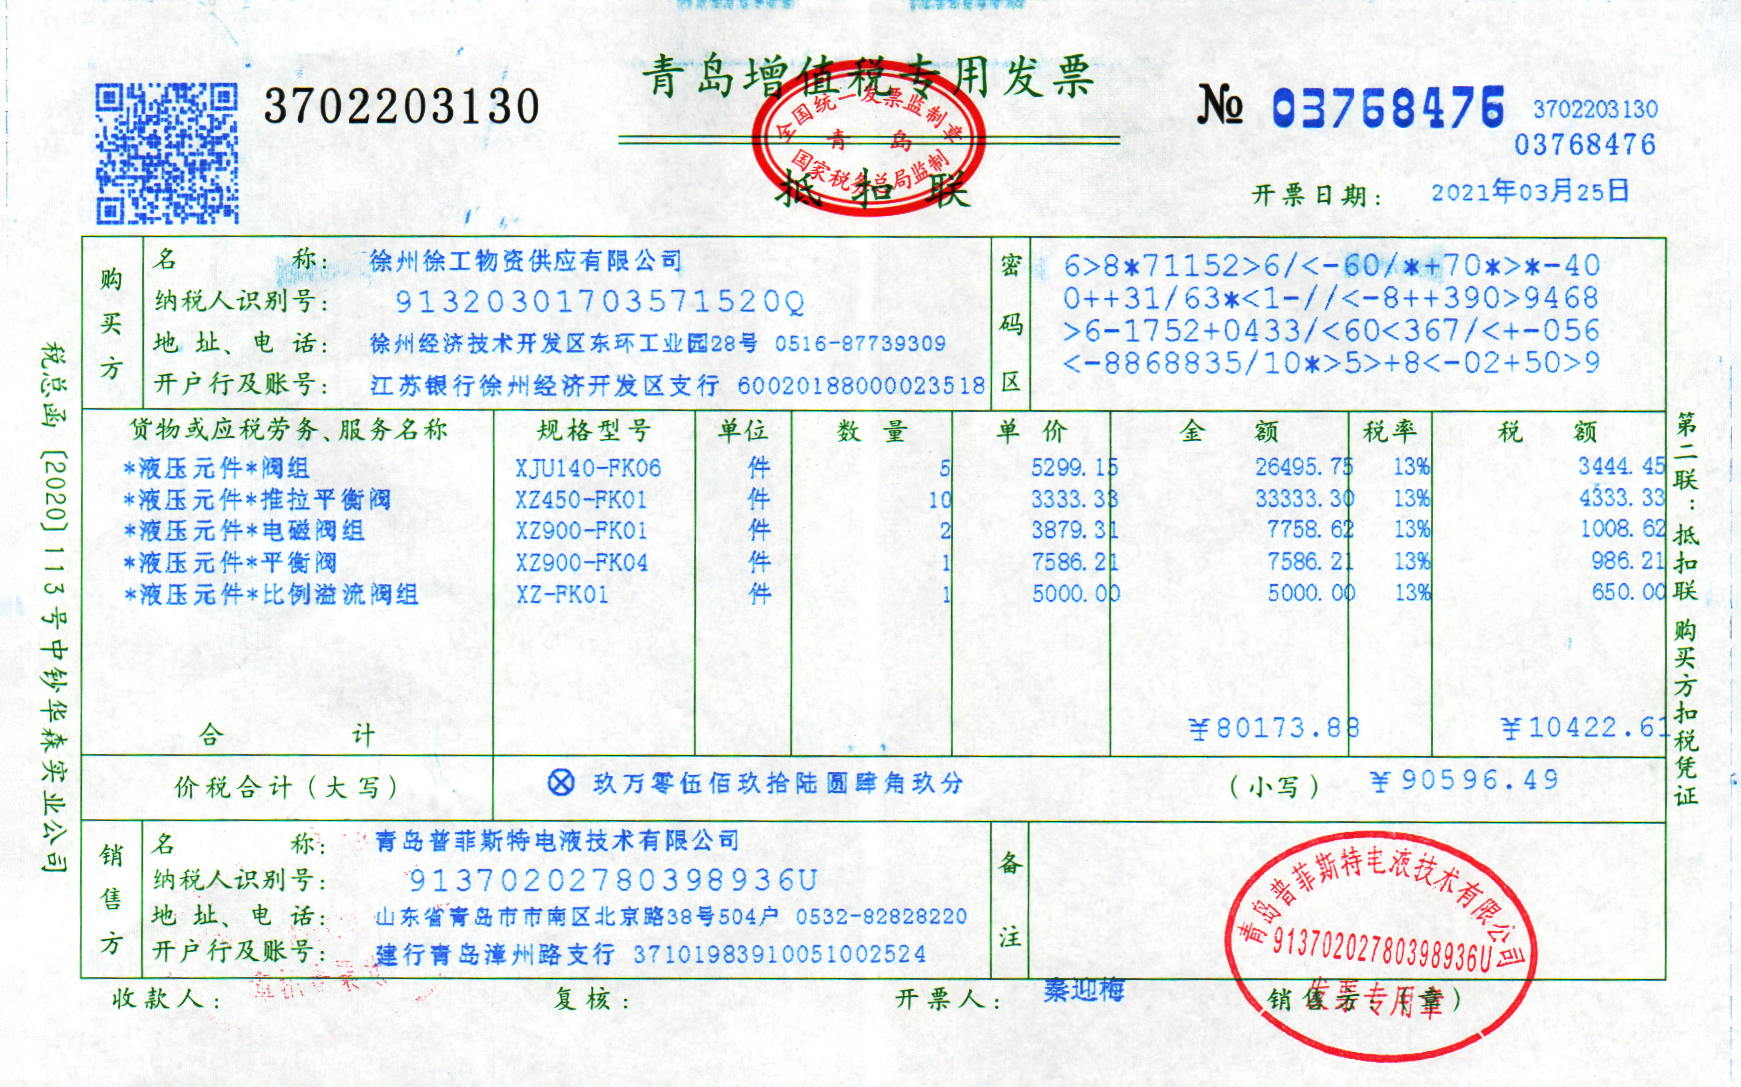 青岛增值税专用发票
3702203130
№ 03768476
3702203130
03768476
全国统一发票监制章
青岛
国家税务总局监制
抵扣联
开票日期： 2021年03月25日
购买方
名称： 徐州徐工物资供应有限公司
纳税人识别号： 91320301703571520Q
地址、电话： 徐州经济技术开发区东环工业园28号 0516-87739309
开户行及账号： 江苏银行徐州经济开发区支行 60020188000023518
密码区
6>8*71152>6/<-60/*+70*>*-40
0++31/63*<1-//<-8++390>9468
>6-1752+0433/<60<367/<+-056
<-8868835/10*>5>+8<-02+50>9
货物或应税劳务、服务名称 规格型号 单位 数量 单价 金额 税率 税额
*液压元件*阀组 XJU140-FK06 件 5 5299.15 26495.75 13% 3444.45
*液压元件*推拉平衡阀 XZ450-FK01 件 10 3333.33 33333.30 13% 4333.33
*液压元件*电磁阀组 XZ900-FK01 件 2 3879.31 7758.62 13% 1008.62
*液压元件*平衡阀 XZ900-FK04 件 1 7586.21 7586.21 13% 986.21
*液压元件*比例溢流阀组 XZ-FK01 件 1 5000.00 5000.00 13% 650.00
合计 ￥80173.88 ￥10422.61
价税合计（大写） ⊗玖万零伍佰玖拾陆圆肆角玖分 （小写） ￥90596.49
销售方
名称： 青岛普菲斯特电液技术有限公司
纳税人识别号： 91370202780398936U
地址、电话： 山东省青岛市市南区北京路38号504户 0532-82828220
开户行及账号： 建行青岛漳州路支行 37101983910051002524
备注
青岛普菲斯特电液技术有限公司
91370202780398936U
发票专用章
收款人： 复核： 开票人： 秦迎梅 销售方：（章）
税总函〔2020〕113号中钞华森实业公司
第二联：抵扣联 购买方扣税凭证